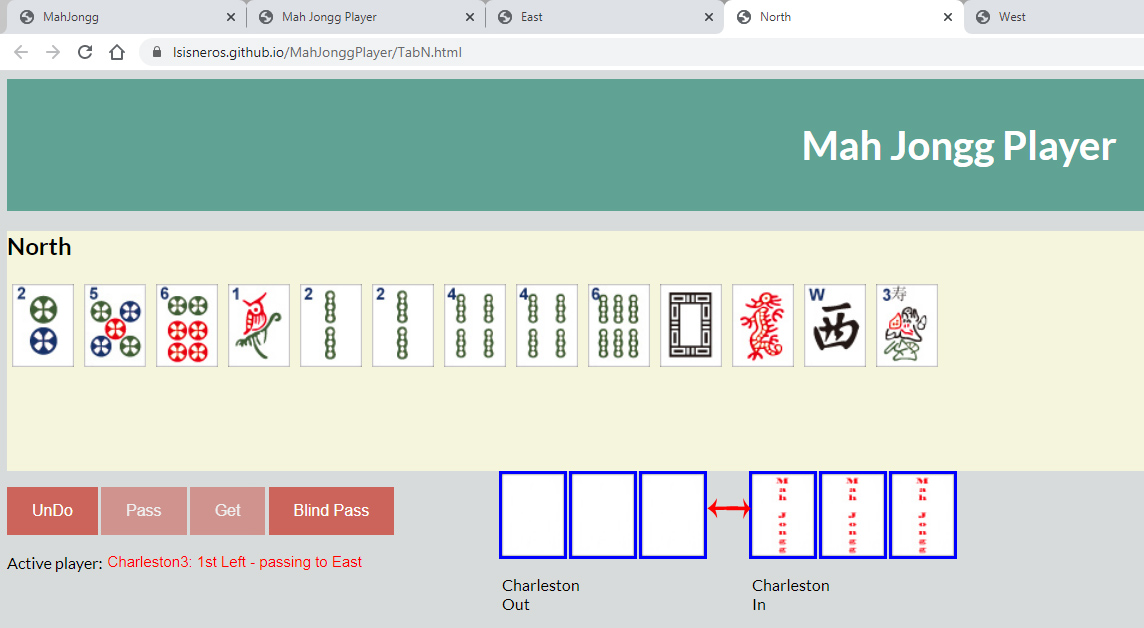 MahJongg
Mah Jongg Player
East
North
West
lsisneros.github.io/MahJonggPlayer/TabN.html
Mah Jongg Player
North
2 5 6 1 2 2 4 4 6 W 西 3 寿
UnDo Pass Get Blind Pass
Mah Jongg Mah Jongg Mah Jongg
Active player: Charleston3: 1st Left - passing to East
Charleston
Out
Charleston
In